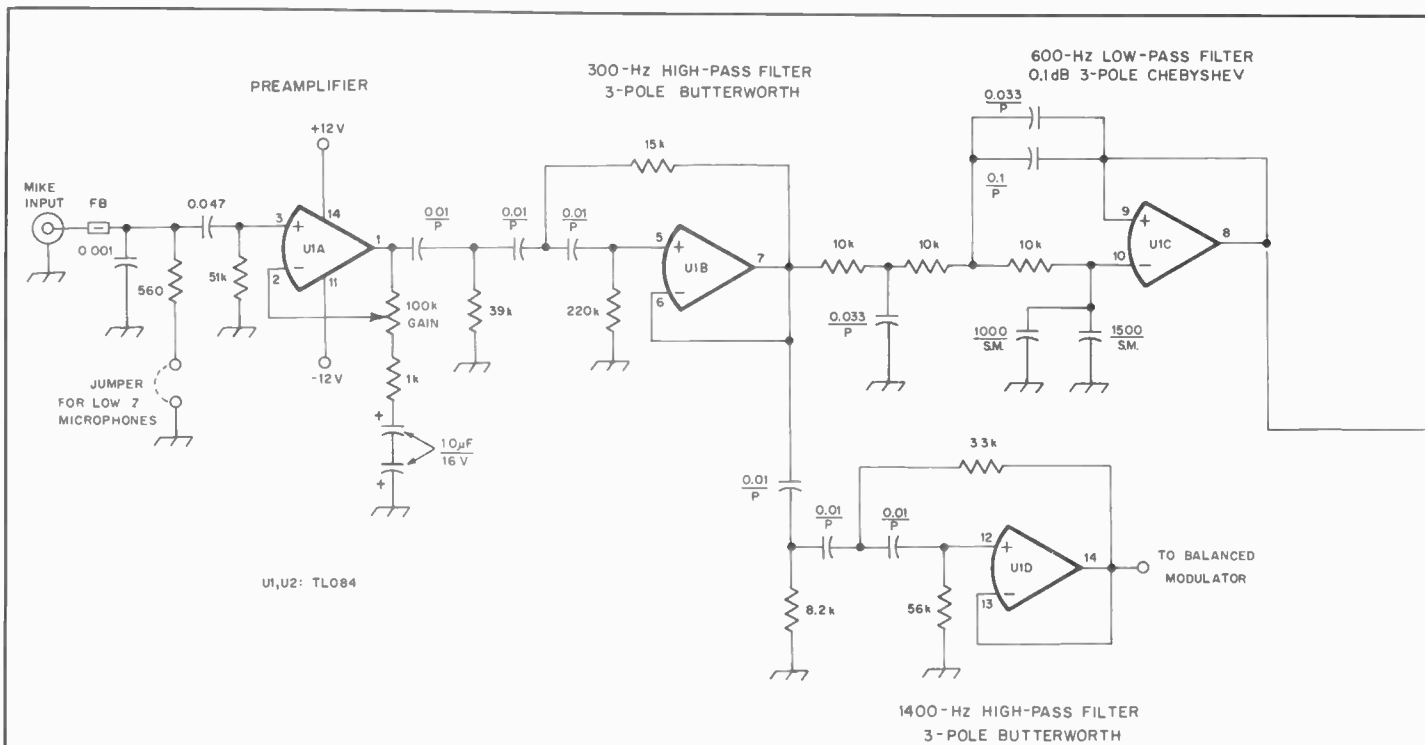 600-HZ LOW-PASS FILTER
0.1dB 3-POLE CHEBYSHEV
300-HZ HIGH-PASS FILTER
3-POLE BUTTERWORTH
PREAMPLIFIER
+12V
MIKE
INPUT
FB
0.001
560
0.047
51k
3
+
2
-
U1A
14
11
1
-12V
JUMPER
FOR LOW Z
MICROPHONES
100k
GAIN
1k
+
+
10µF
16V
0.01
P
0.01
P
0.01
P
39k
15k
220k
5
+
6
-
U1B
7
10k
10k
10k
0.033
P
0.033
P
0.1
P
1000
S.M.
1500
S.M.
9
+
10
-
U1C
8
0.01
P
0.01
P
0.01
P
8.2k
56k
3.3k
12
+
13
-
U1D
14
TO BALANCED
MODULATOR
U1,U2: TL084
1400-HZ HIGH-PASS FILTER
3-POLE BUTTERWORTH